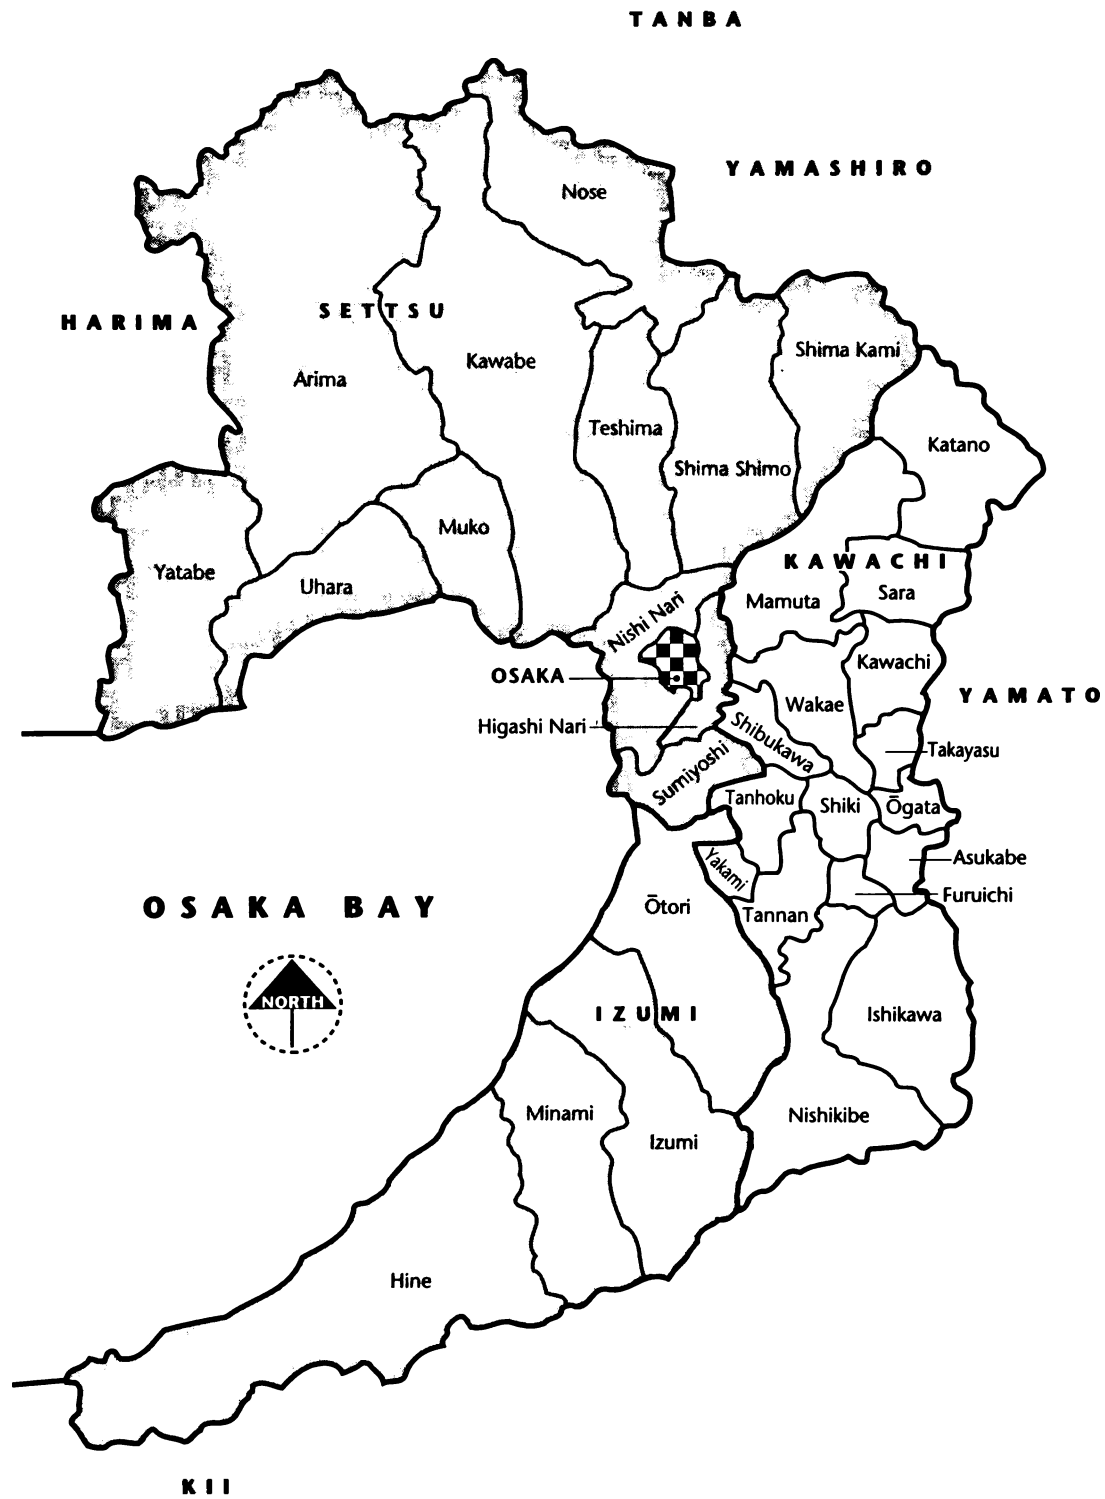 TANBA
YAMASHIRO
Nose
HARIMA
SETTSU
Shima Kami
Kawabe
Arima
Teshima
Katano
Shima Shimo
Muko
KAWACHI
Yatabe
Uhara
Sara
Mamuta
Nishi Nari
Kawachi
OSAKA
YAMATO
Wakae
Higashi Nari
Shibukawa
Takayasu
Sumiyoshi
Tanhoku
Shiki
Ōgata
Asukabe
Yakami
Furuichi
OSAKA BAY
Ōtori
Tannan
NORTH
IZUMI
Ishikawa
Minami
Nishikibe
Izumi
Hine
KII